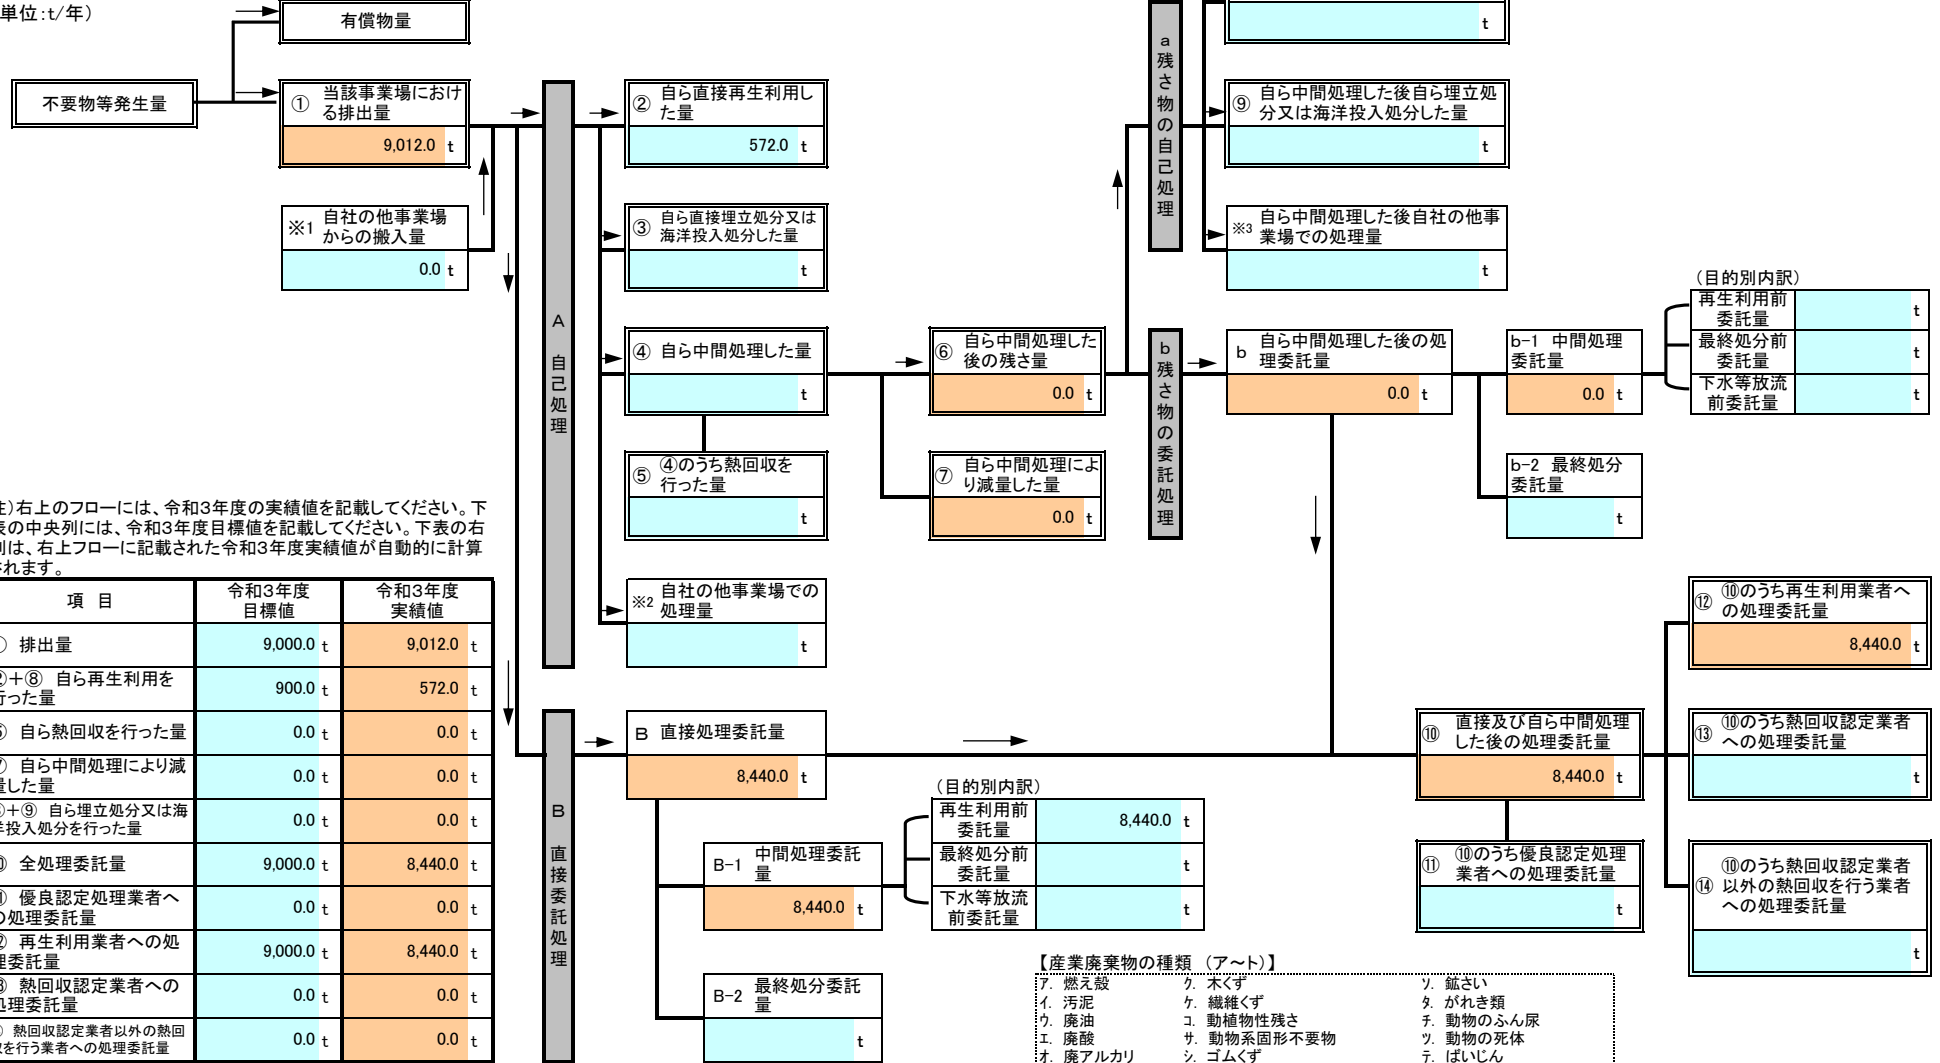 単位：t/年）
有償物量
不要物等発生量
①
当該事業場におけ
る排出量
9,012.0 t
※1
自社の他事業場
からの搬入量
0.0 t
A
自己処理
②
自ら直接再生利用し
た量
572.0 t
③
自ら直接埋立処分又は
海洋投入処分した量
t
④ 自ら中間処理した量
t
⑤
④のうち熱回収を
行った量
t
※2
自社の他事業場での
処理量
t
⑥
自ら中間処理した
後の残さ量
0.0 t
⑦
自ら中間処理によ
り減量した量
0.0 t
a残さ物の自己処理
t
⑨
自ら中間処理した後自ら埋立処
分又は海洋投入処分した量
t
※3
自ら中間処理した後自社の他事
業場での処理量
t
b残さ物の委託処理
b
自ら中間処理した後の処
理委託量
0.0 t
b-1 中間処理
委託量
0.0 t
b-2 最終処分
委託量
t
（目的別内訳）
再生利用前
委託量
t
最終処分前
委託量
t
下水等放流
前委託量
t
）右上のフローには、令和3年度の実績値を記載してください。下
表の中央列には、令和3年度目標値を記載してください。下表の右
列は、右上フローに記載された令和3年度実績値が自動的に計算
されます。
項 目
令和3年度
目標値
令和3年度
実績値
排出量
9,000.0 t
9,012.0 t
②＋⑧ 自ら再生利用を
行った量
900.0 t
572.0 t
自ら熱回収を行った量
0.0 t
0.0 t
自ら中間処理により減
量した量
0.0 t
0.0 t
＋⑨ 自ら埋立処分又は海
洋投入処分を行った量
0.0 t
0.0 t
全処理委託量
9,000.0 t
8,440.0 t
優良認定処理業者へ
の処理委託量
0.0 t
0.0 t
再生利用業者への処
理委託量
9,000.0 t
8,440.0 t
熱回収認定業者への
処理委託量
0.0 t
0.0 t
熱回収認定業者以外の熱回
収を行う業者への処理委託量
0.0 t
0.0 t
B
直接委託処理
B 直接処理委託量
8,440.0 t
B-1
中間処理委託
量
8,440.0 t
B-2
最終処分委託
量
t
（目的別内訳）
再生利用前
委託量
8,440.0 t
最終処分前
委託量
t
下水等放流
前委託量
t
⑩
直接及び自ら中間処理
した後の処理委託量
8,440.0 t
⑪
⑩のうち優良認定処理
業者への処理委託量
t
⑫
⑩のうち再生利用業者へ
の処理委託量
8,440.0 t
⑬
⑩のうち熱回収認定業者
への処理委託量
t
⑭
⑩のうち熱回収認定業者
以外の熱回収を行う業者
への処理委託量
t
【産業廃棄物の種類 （ア～ト）】
ア. 燃え殻
イ. 汚泥
ウ. 廃油
エ. 廃酸
オ. 廃アルカリ
ク. 木くず
ケ. 繊維くず
コ. 動植物性残さ
サ. 動物系固形不要物
シ. ゴムくず
ソ. 鉱さい
タ. がれき類
チ. 動物のふん尿
ツ. 動物の死体
テ. ばいじん